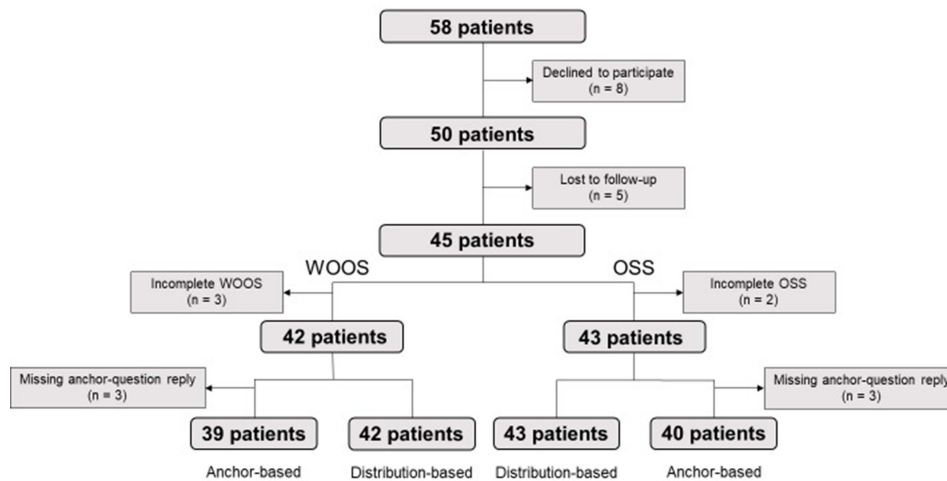 58 patients
Declined to participate
(n = 8)
50 patients
Lost to follow-up
(n = 5)
45 patients
WOOS
OSS
Incomplete WOOS
(n = 3)
Incomplete OSS
(n = 2)
42 patients
43 patients
Missing anchor-question reply
(n = 3)
Missing anchor-question reply
(n = 3)
39 patients
42 patients
43 patients
40 patients
Anchor-based
Distribution-based
Distribution-based
Anchor-based